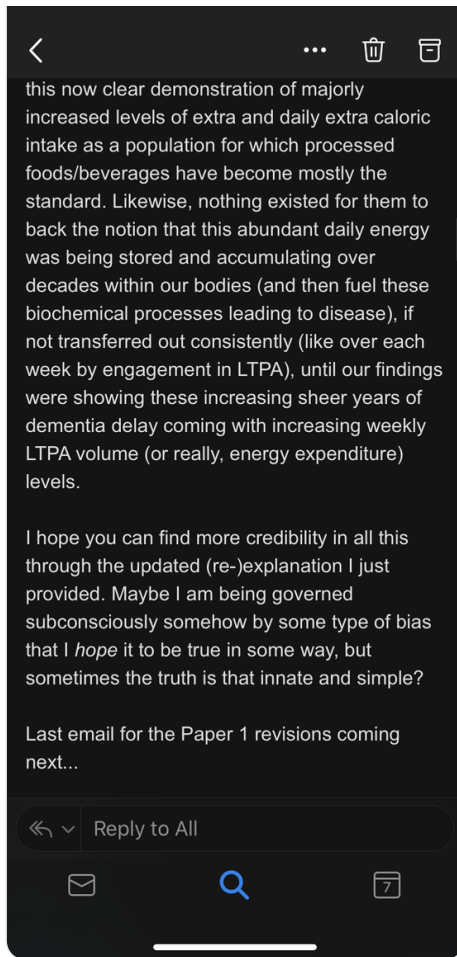 this now clear demonstration of majorly
increased levels of extra and daily extra caloric
intake as a population for which processed
foods/beverages have become mostly the
standard. Likewise, nothing existed for them to
back the notion that this abundant daily energy
was being stored and accumulating over
decades within our bodies (and then fuel these
biochemical processes leading to disease), if
not transferred out consistently (like over each
week by engagement in LTPA), until our findings
were showing these increasing sheer years of
dementia delay coming with increasing weekly
LTPA volume (or really, energy expenditure)
levels.
I hope you can find more credibility in all this
through the updated (re-)explanation I just
provided. Maybe I am being governed
subconsciously somehow by some type of bias
that I hope it to be true in some way, but
sometimes the truth is that innate and simple?
Last email for the Paper 1 revisions coming
next...
Reply to All
7